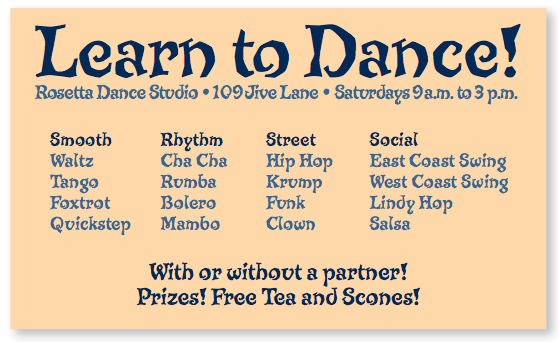 Learn to Dance!
Rosetta Dance Studio • 109 Jive Lane • Saturdays 9 a.m. to 3 p.m.
Smooth Rhythm Street Social
Waltz Cha Cha Hip Hop East Coast Swing
Tango Rumba Krump West Coast Swing
Foxtrot Bolero Funk Lindy Hop
Quickstep Mambo Clown Salsa
With or without a partner!
Prizes! Free Tea and Scones!